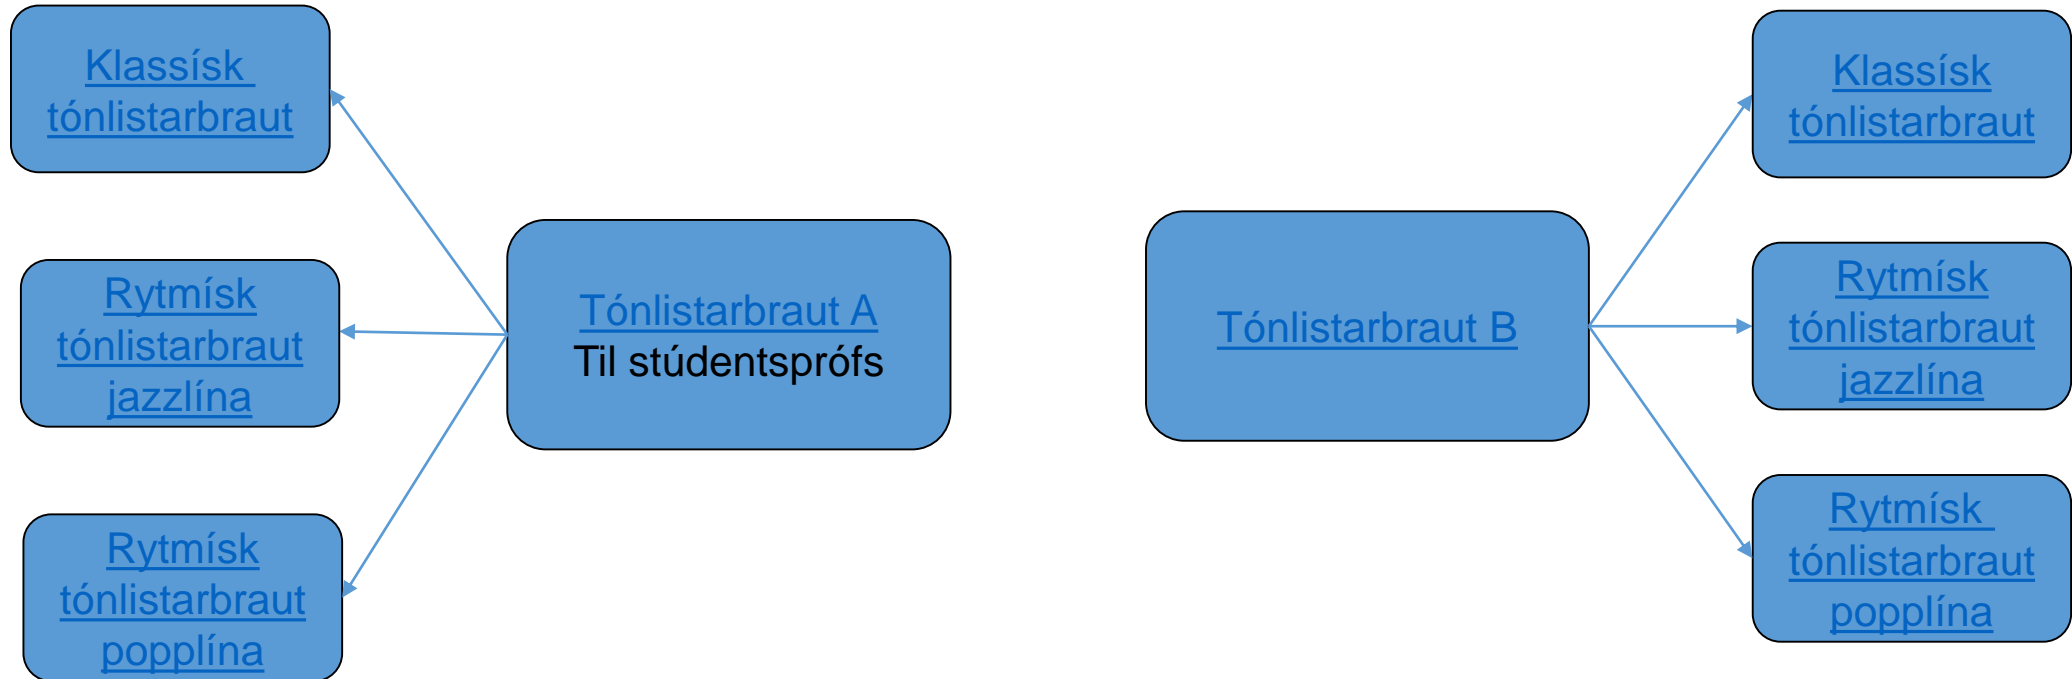 Klassísk
tónlistarbraut
Rytmísk
tónlistarbraut
jazzlína
Rytmísk
tónlistarbraut
popplína
Tónlistarbraut A
Til stúdentsprófs
Tónlistarbraut B
Klassísk
tónlistarbraut
Rytmísk
tónlistarbraut
jazzlína
Rytmísk
tónlistarbraut
popplína